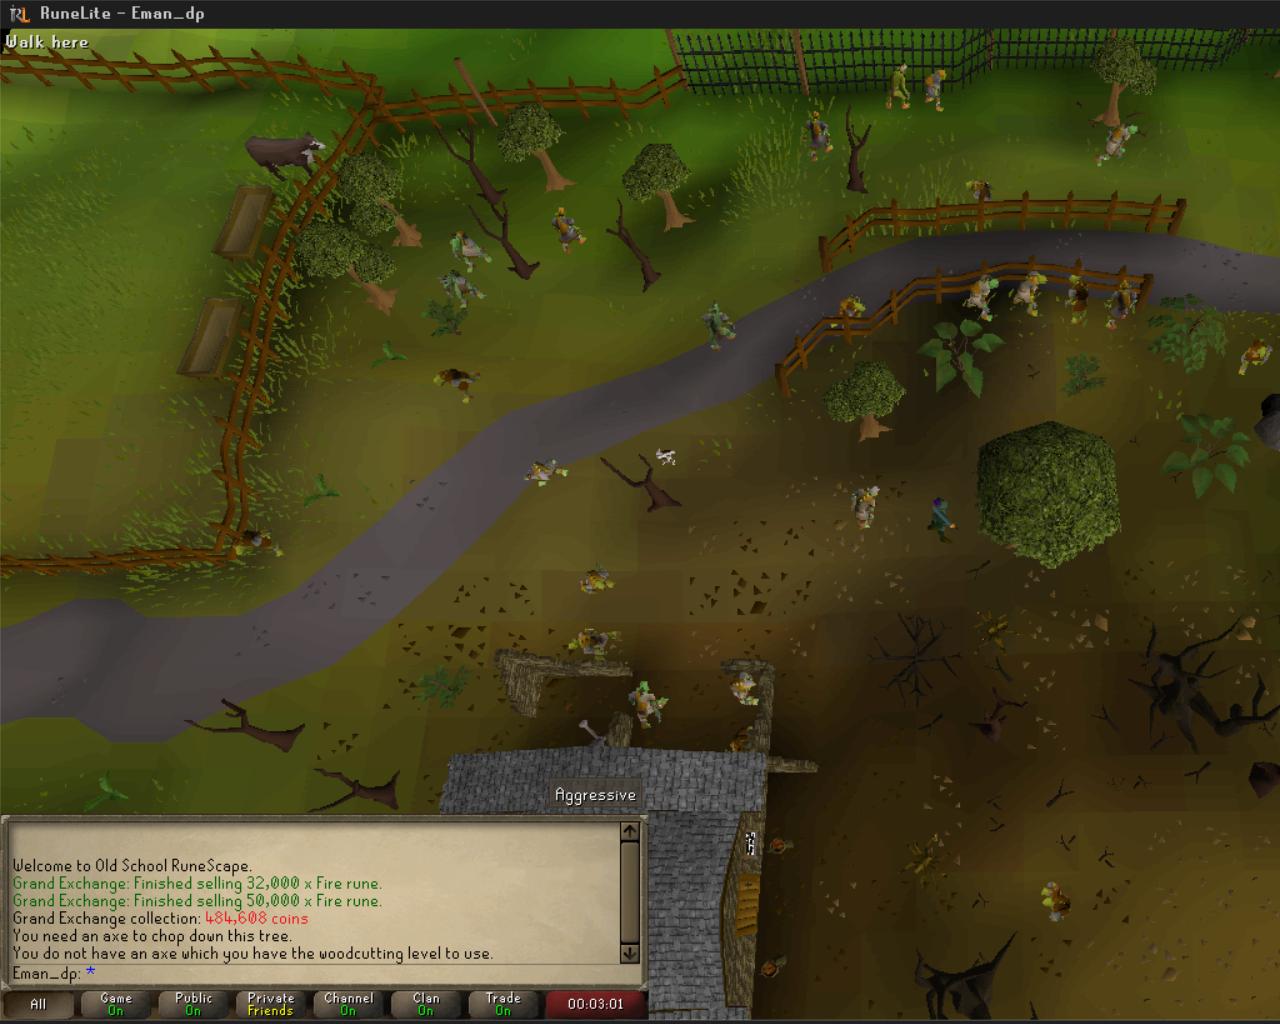 RuneLite - Eman_dp
Walk here
Aggressive
Welcome to Old School RuneScape.
Grand Exchange: Finished selling 32,000 x Fire rune.
Grand Exchange: Finished selling 50,000 x Fire rune.
Grand Exchange collection: 484,608 coins
You need an axe to chop down this tree.
You do not have an axe which you have the woodcutting level to use.
Eman_dp: *
All Game On Public On Private Friends Channel On Clan On Trade On 00:03:01